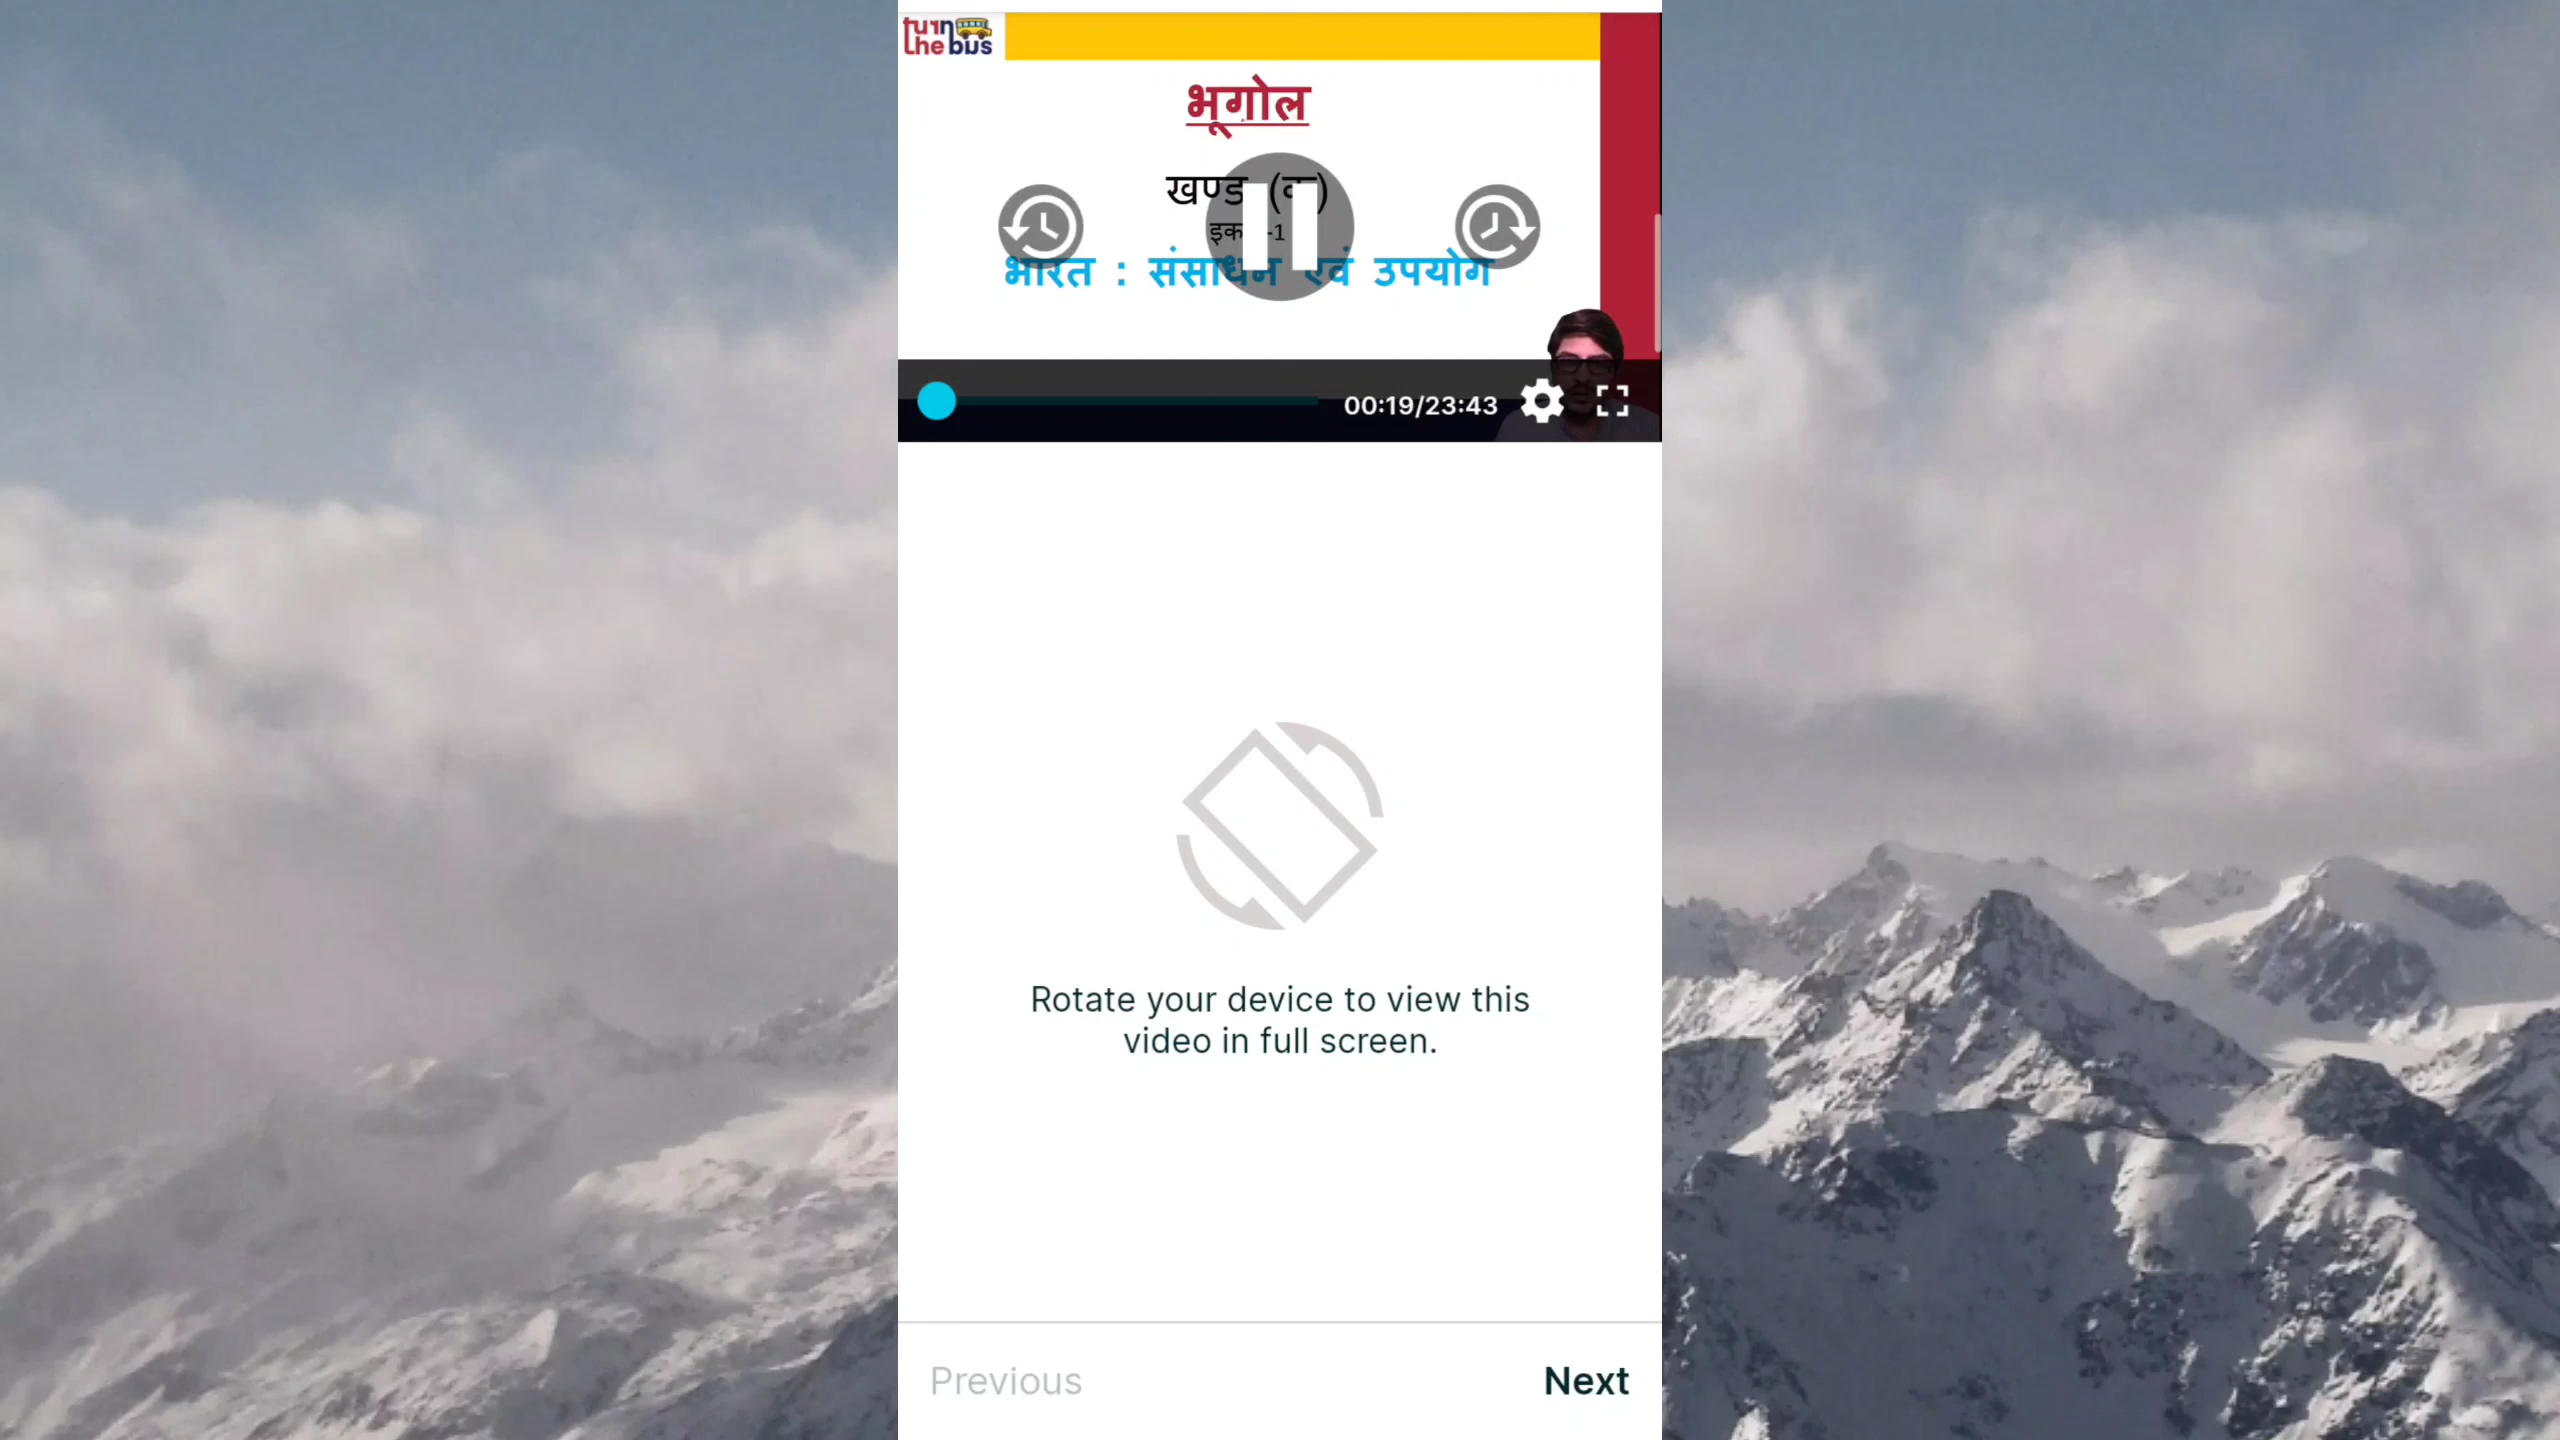 turn
the bus
भूगोल
खण्ड (क)
-1
भारत : संसाधन एवं उपयोग
00:19/23:43
Rotate your device to view this
video in full screen.
Previous
Next